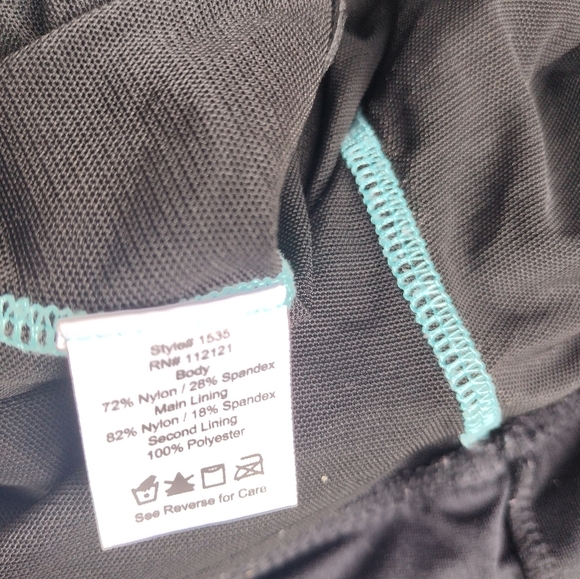 Style# 1535
RN# 112121
Body
72% Nylon / 28% Spandex
Main Lining
82% Nylon / 18% Spandex
Second Lining
100% Polyester
See Reverse for Care